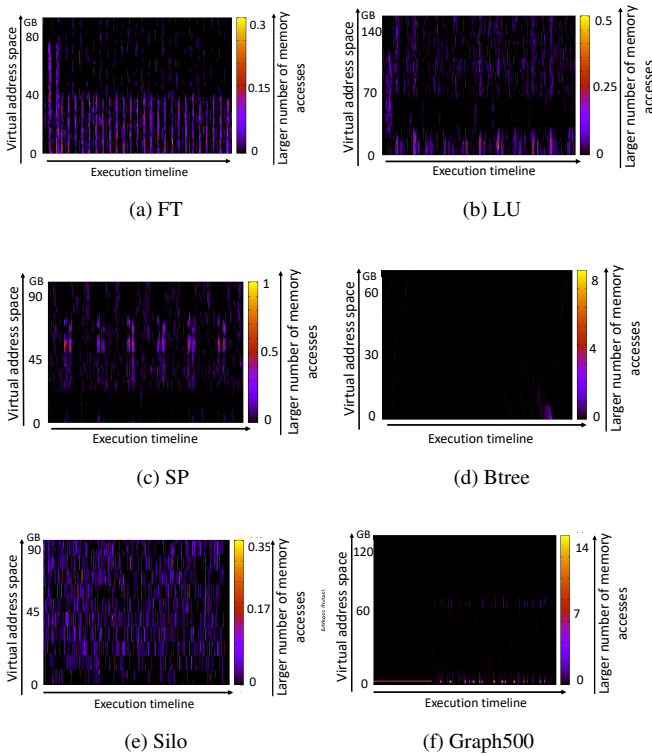 GB
80
40
0
Virtual address space
Execution timeline
0.3
0.15
0
Larger number of memory
accesses
(a) FT
GB
140
70
0
Virtual address space
Execution timeline
0.5
0.25
0
Larger number of memory
accesses
(b) LU
GB
90
45
0
Virtual address space
Execution timeline
1
0.5
0
Larger number of memory
accesses
(c) SP
GB
60
30
0
Virtual address space
Execution timeline
8
4
0
Larger number of memory
accesses
(d) Btree
GB
90
45
0
Virtual address space
Execution timeline
0.35
0.17
0
Larger number of memory
accesses
(e) Silo
GB
120
60
0
Virtual address space
Execution timeline
14
7
0
Larger number of memory
accesses
(f) Graph500